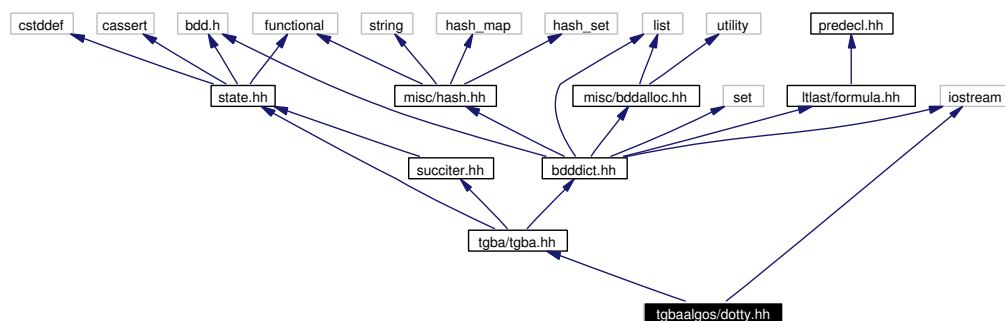 cstddef
cassert
bdd.h
functional
string
hash_map
hash_set
list
utility
predecl.hh
state.hh
misc/hash.hh
misc/bddalloc.hh
set
ltlast/formula.hh
iostream
succiter.hh
bdddict.hh
tgba/tgba.hh
tgbaalgos/dotty.hh